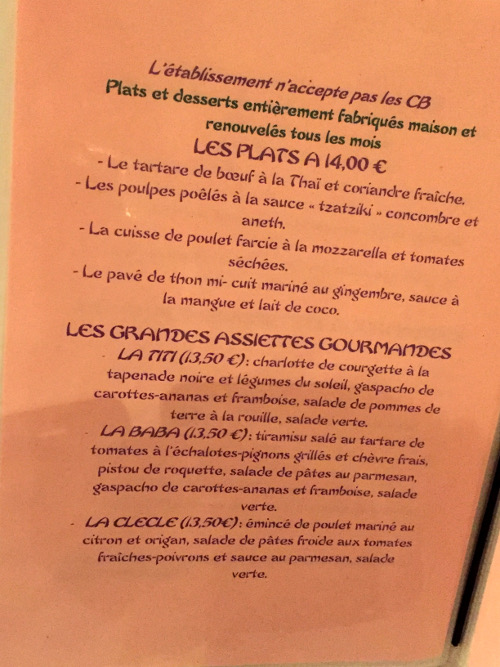 L'établissement n'accepte pas les CB
Plats et desserts entièrement fabriqués maison et
renouvelés tous les mois
LES PLATS A 14,00 €
- Le tartare de bœuf à la Thaï et coriandre fraîche.
- Les poulpes poêlés à la sauce « tzatziki » concombre et
aneth.
- La cuisse de poulet farcie à la mozzarella et tomates
séchées.
- Le pavé de thon mi- cuit mariné au gingembre, sauce à
la mangue et lait de coco.
LES GRANDES ASSIETTES GOURMANDES
- LA TITI (13,50 €) : charlotte de courgette à la
tapenade noire et légumes du soleil, gaspacho de
carottes-ananas et framboise, salade de pommes de
terre à la rouille, salade verte.
- LA BABA (13,50 €) : tiramisu salé au tartare de
tomates à l'échalotes-pignons grillés et chèvre frais,
pistou de roquette, salade de pâtes au parmesan,
gaspacho de carottes-ananas et framboise, salade
verte.
- LA CLECLE (13,50€) : émincé de poulet mariné au
citron et origan, salade de pâtes froide aux tomates
fraîches-poivrons et sauce au parmesan, salade
verte.